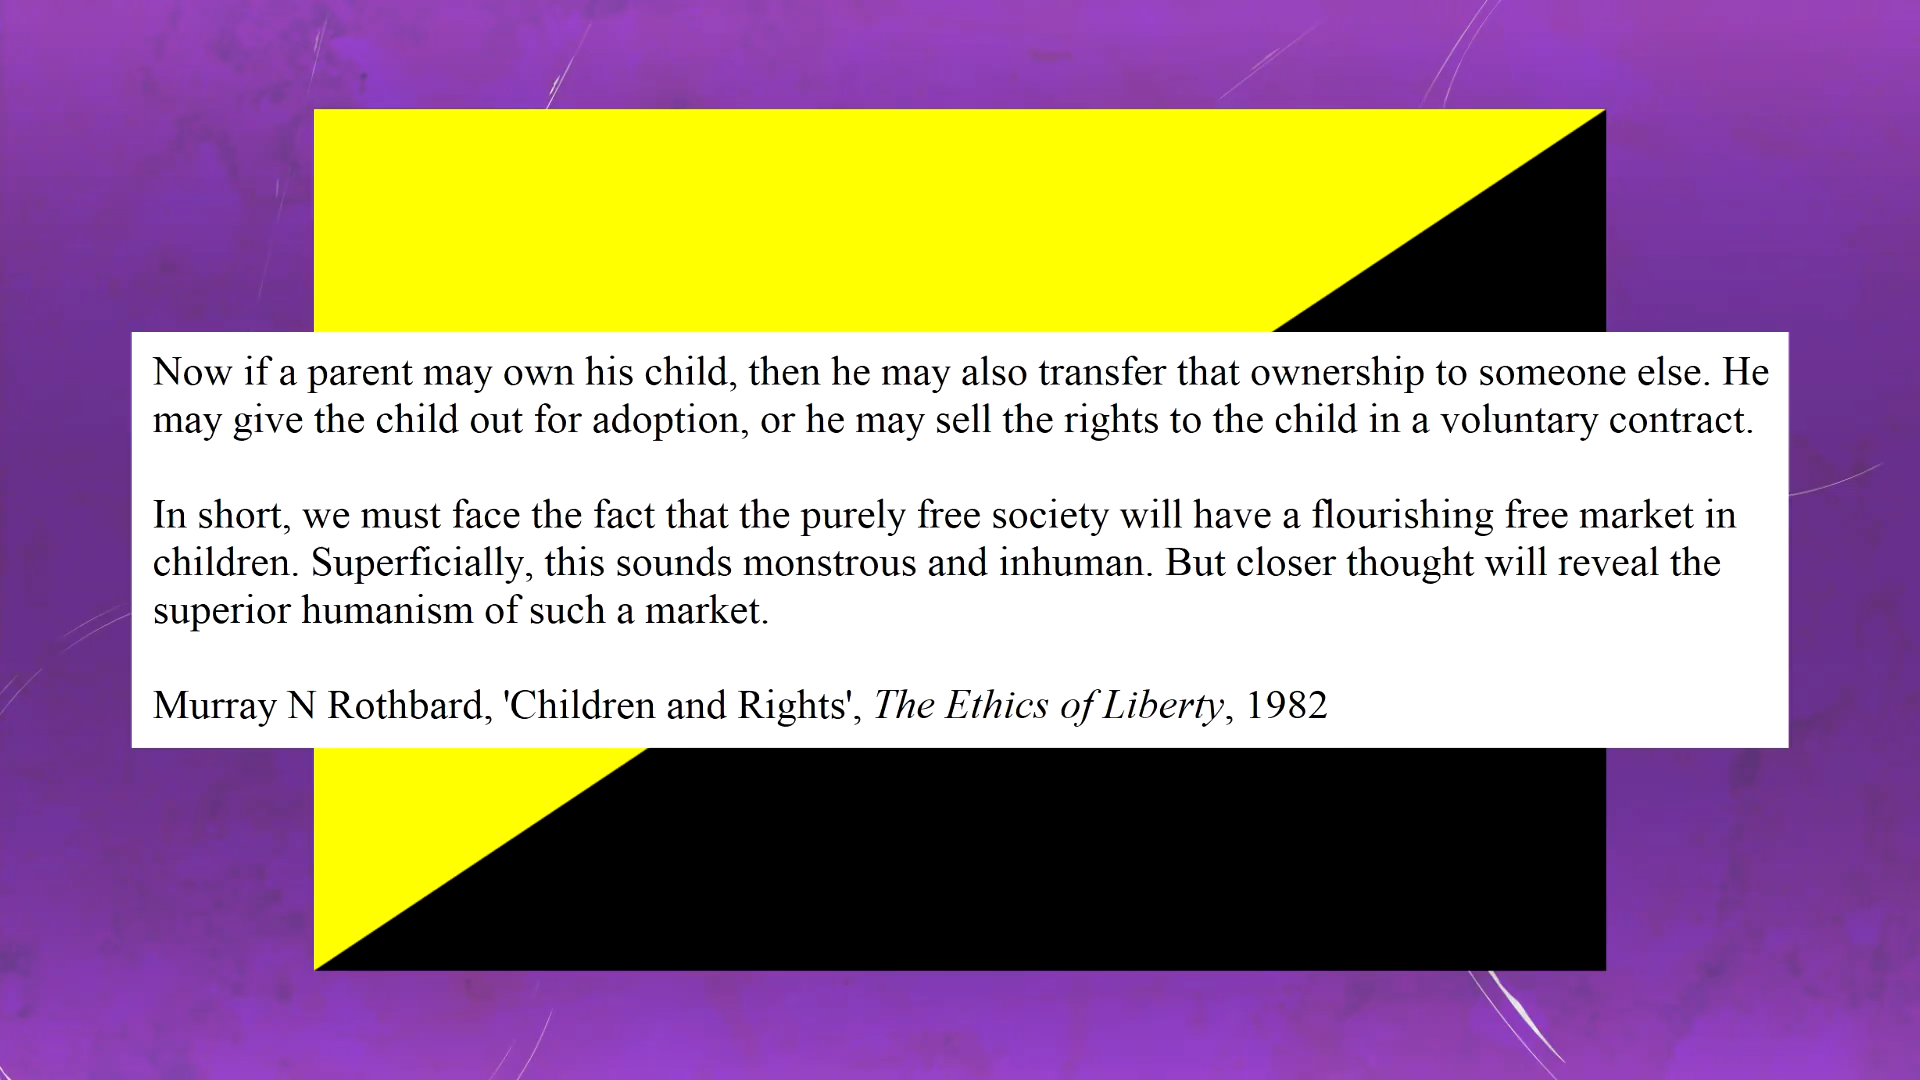 Now if a parent may own his child, then he may also transfer that ownership to someone else. He
may give the child out for adoption, or he may sell the rights to the child in a voluntary contract.
In short, we must face the fact that the purely free society will have a flourishing free market in
children. Superficially, this sounds monstrous and inhuman. But closer thought will reveal the
superior humanism of such a market.
Murray N Rothbard, 'Children and Rights', The Ethics of Liberty, 1982